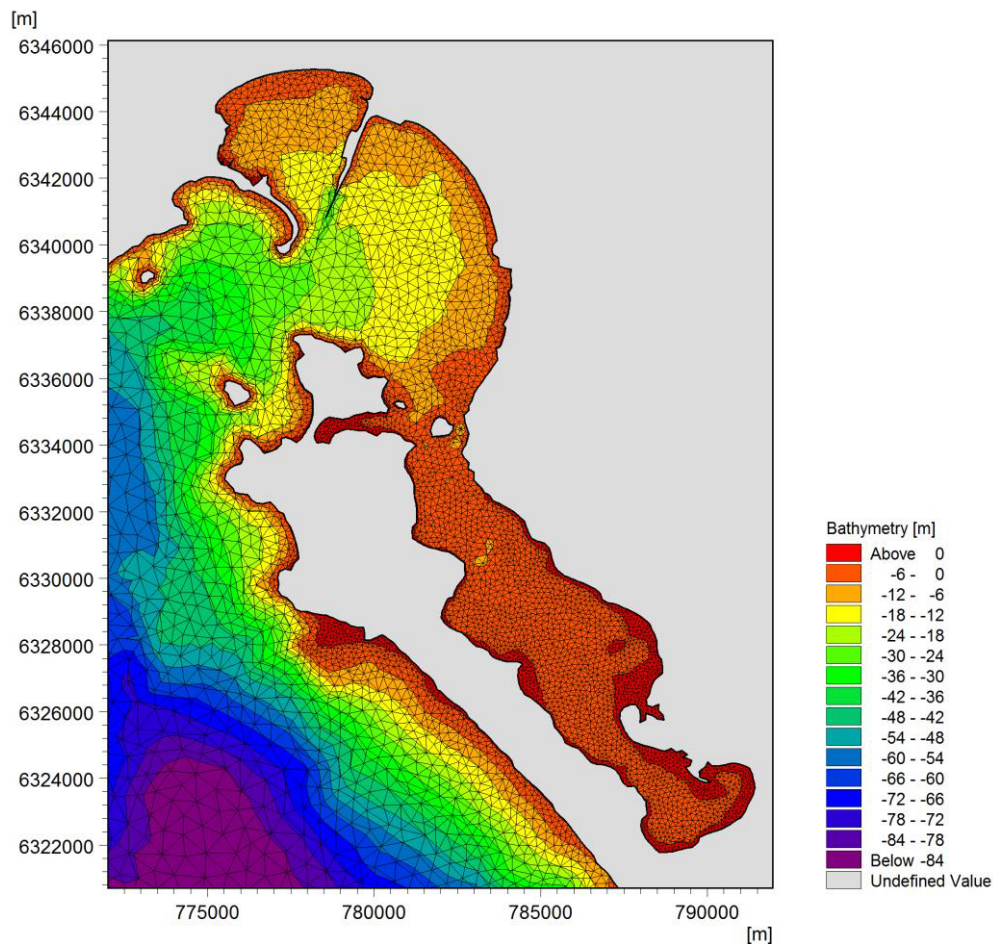 [m]
6346000
6344000
6342000
6340000
6338000
6336000
6334000
6332000
6330000
6328000
6326000
6324000
6322000
775000 780000 785000 790000
[m]
Bathymetry [m]
Above 0
-6 - 0
-12 - -6
-18 - -12
-24 - -18
-30 - -24
-36 - -30
-42 - -36
-48 - -42
-54 - -48
-60 - -54
-66 - -60
-72 - -66
-78 - -72
-84 - -78
Below -84
Undefined Value